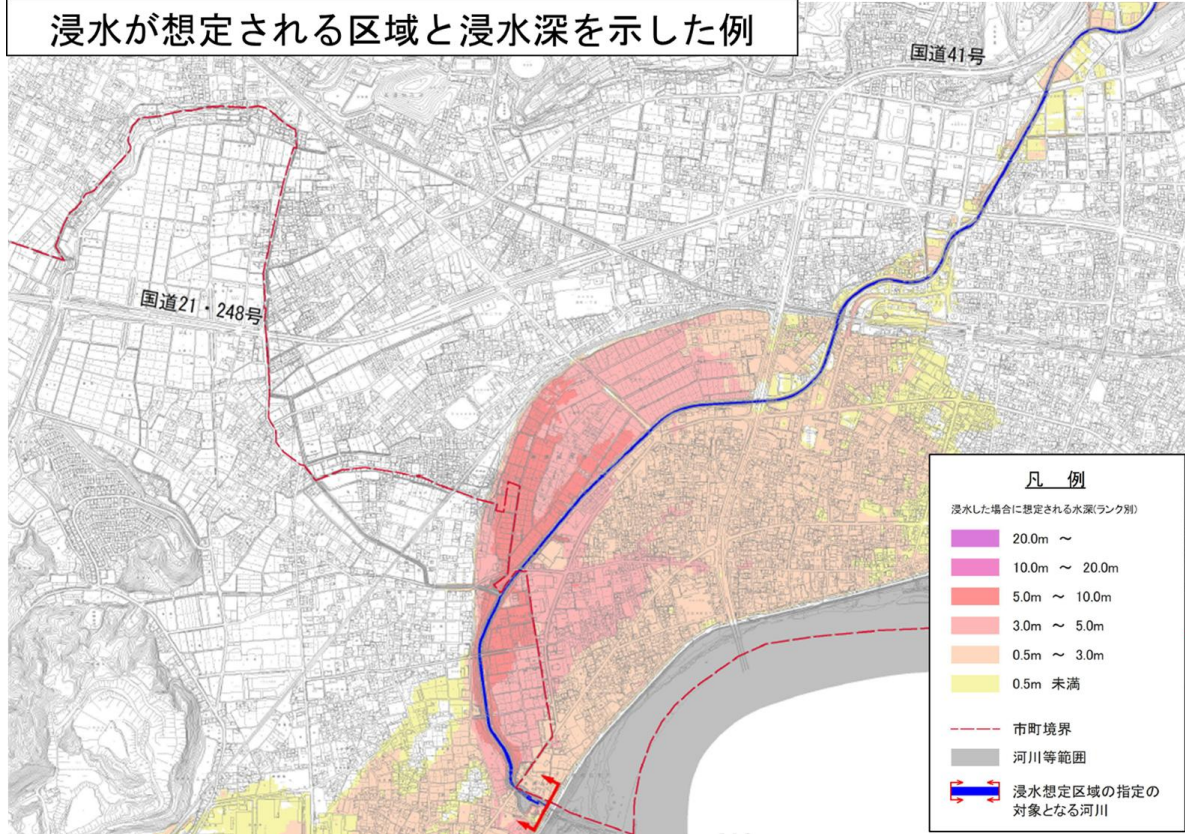 浸水が想定される区域と浸水深を示した例
国道41号
国道21・248号
凡 例
浸水した場合に想定される水深(ランク別)
20.0m ～
10.0m ～ 20.0m
5.0m ～ 10.0m
3.0m ～ 5.0m
0.5m ～ 3.0m
0.5m 未満
市町境界
河川等範囲
浸水想定区域の指定の
対象となる河川